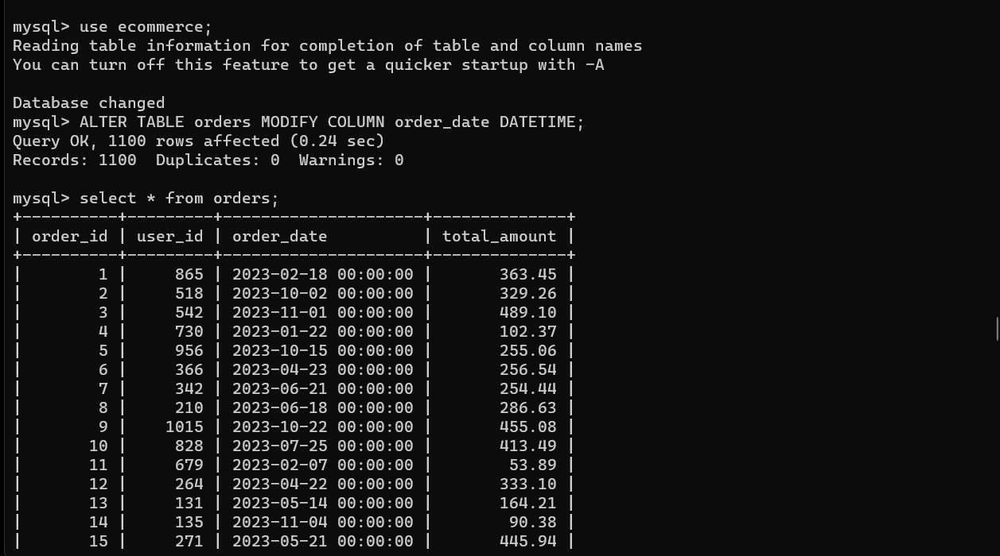 mysql> use ecommerce;
Reading table information for completion of table and column names
You can turn off this feature to get a quicker startup with -A
Database changed
mysql> ALTER TABLE orders MODIFY COLUMN order_date DATETIME;
Query OK, 1100 rows affected (0.24 sec)
Records: 1100  Duplicates: 0  Warnings: 0
mysql> select * from orders;
+----------+---------+---------------------+--------------+
| order_id | user_id | order_date          | total_amount |
+----------+---------+---------------------+--------------+
|        1 |     865 | 2023-02-18 00:00:00 |       363.45 |
|        2 |     518 | 2023-10-02 00:00:00 |       329.26 |
|        3 |     542 | 2023-11-01 00:00:00 |       489.10 |
|        4 |     730 | 2023-01-22 00:00:00 |       102.37 |
|        5 |     956 | 2023-10-15 00:00:00 |       255.06 |
|        6 |     366 | 2023-04-23 00:00:00 |       256.54 |
|        7 |     342 | 2023-06-21 00:00:00 |       254.44 |
|        8 |     210 | 2023-06-18 00:00:00 |       286.63 |
|        9 |    1015 | 2023-10-22 00:00:00 |       455.08 |
|       10 |     828 | 2023-07-25 00:00:00 |       413.49 |
|       11 |     679 | 2023-02-07 00:00:00 |        53.89 |
|       12 |     264 | 2023-04-22 00:00:00 |       333.10 |
|       13 |     131 | 2023-05-14 00:00:00 |       164.21 |
|       14 |     135 | 2023-11-04 00:00:00 |        90.38 |
|       15 |     271 | 2023-05-21 00:00:00 |       445.94 |